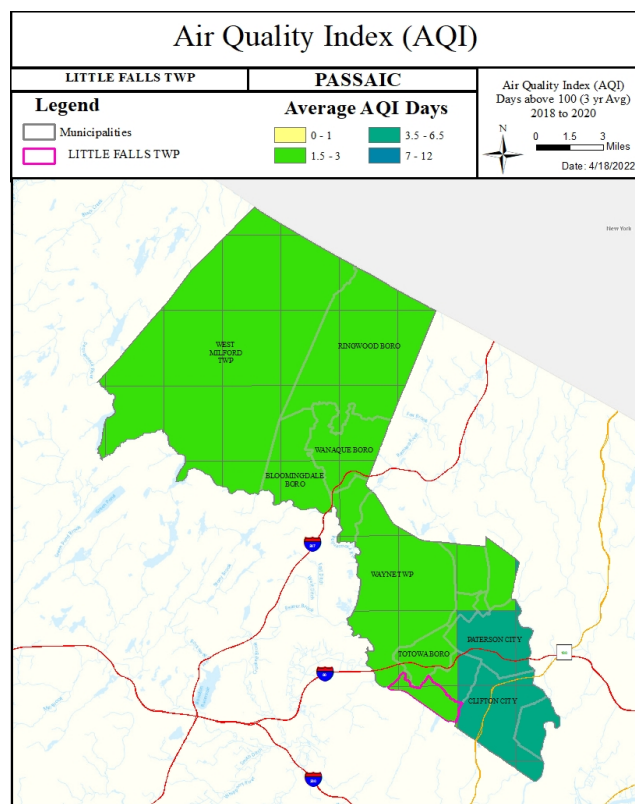 Air Quality Index (AQI)
LITTLE FALLS TWP
PASSAIC
Legend
Municipalities
LITTLE FALLS TWP
Average AQI Days
0 - 1
1.5 - 3
3.5 - 6.5
7 - 12
Air Quality Index (AQI)
Days above 100 (3 yr Avg)
2018 to 2020
N
0 1.5 3
Miles
Date: 4/18/2022
New York
WEST
MILFORD
TWP
RINGWOOD BORO
WANAQUE BORO
BLOOMINGDALE
BORO
WAYNE TWP
PATERSON CITY
TOTOWA BORO
CLIFTON CITY